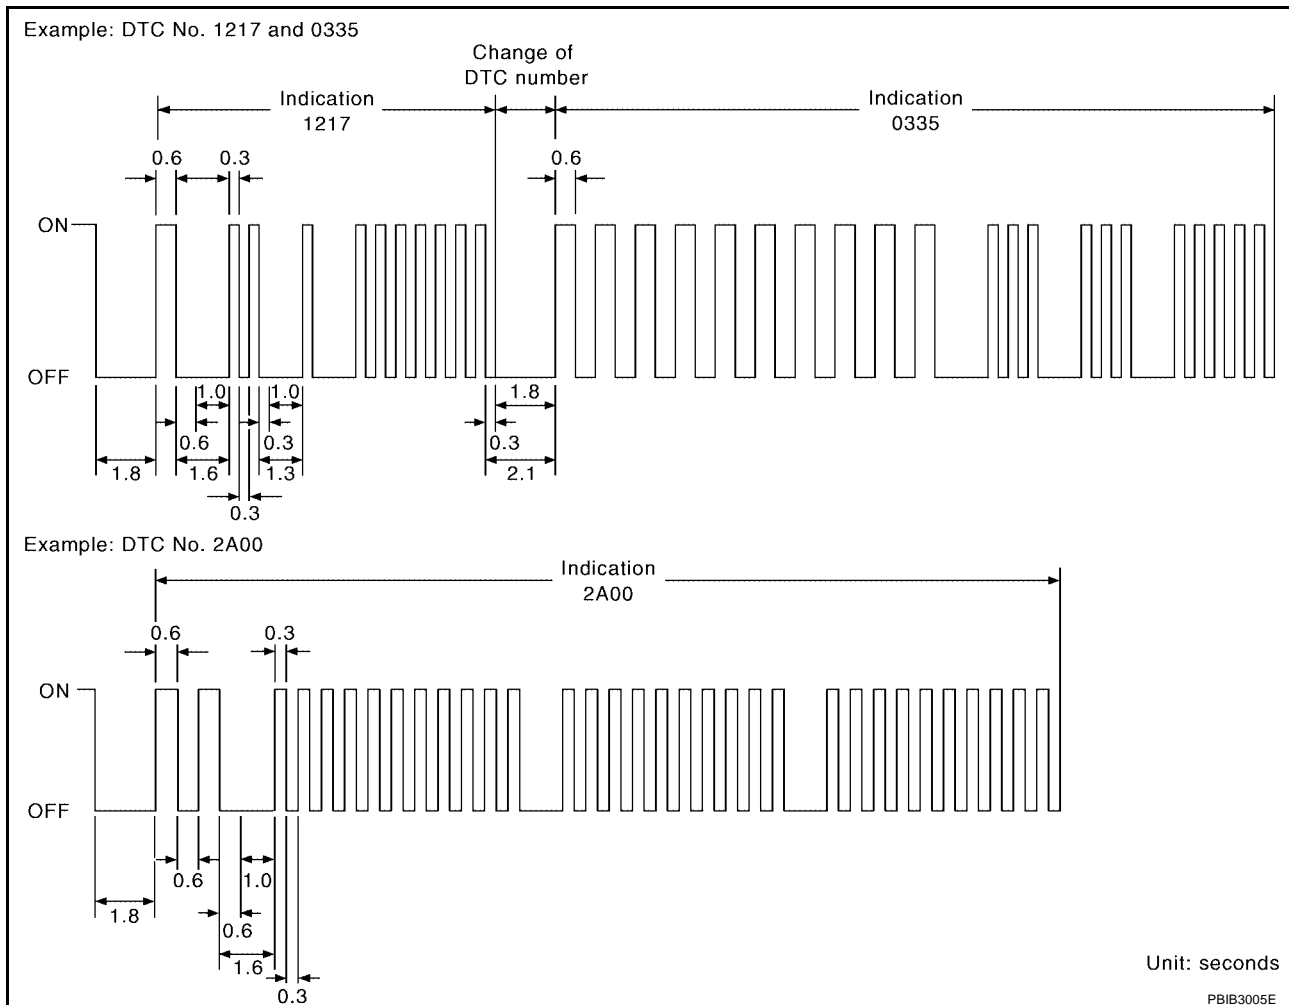 Example: DTC No. 1217 and 0335
Change of
DTC number
Indication
1217
Indication
0335
0.6
0.3
0.6
ON
OFF
1.0
1.0
1.8
0.6
0.3
0.3
1.8
1.6
1.3
2.1
0.3
Example: DTC No. 2A00
Indication
2A00
0.6
0.3
ON
OFF
0.6
1.0
1.8
0.6
1.6
0.3
Unit: seconds
PBIB3005E